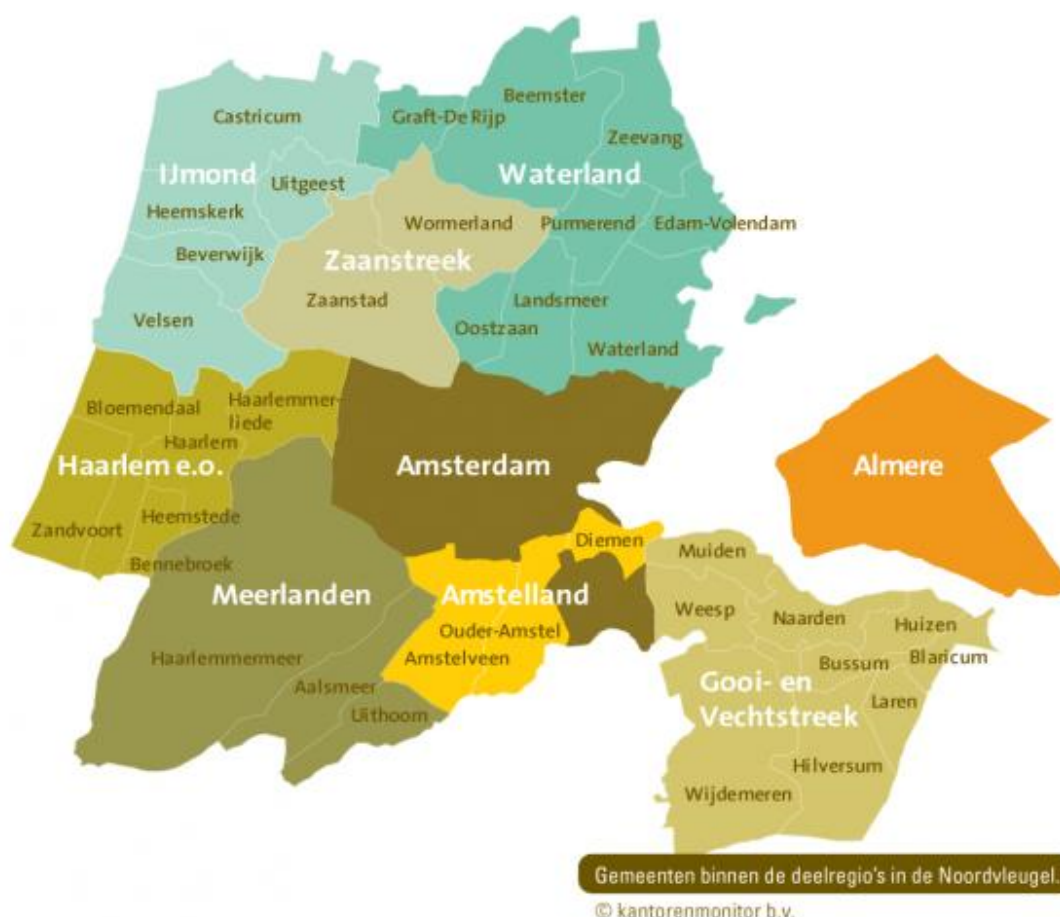 Castricum
Graft-De Rijp
Beemster
Zeevang
IJmond
Uitgeest
Waterland
Heemskerk
Wormerland
Purmerend
Edam-Volendam
Beverwijk
Zaanstreek
Zaanstad
Landsmeer
Velsen
Oostzaan
Waterland
Bloemendaal
Haarlemmer-
liede
Haarlem
Haarlem e.o.
Amsterdam
Almere
Zandvoort
Heemstede
Diemen
Bennebroek
Muiden
Meerlanden
Amstelland
Weesp
Naarden
Huizen
Ouder-Amstel
Haarlemmermeer
Amstelveen
Bussum
Blaricum
Aalsmeer
Gooi- en
Vechtstreek
Laren
Uithoorn
Hilversum
Wijdemeren
Gemeenten binnen de deelregio's in de Noordvleugel.
© kantorenmonitor b.v.